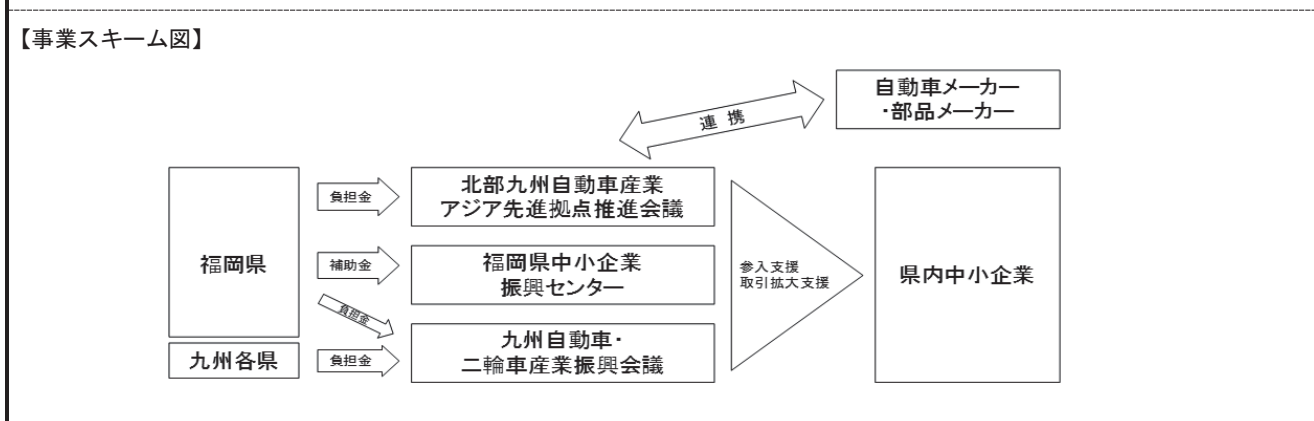 【事業スキーム図】
自動車メーカー
・部品メーカー
連 携
福岡県
九州各県
負担金
補助金
負担金
負担金
北部九州自動車産業
アジア先進拠点推進会議
福岡県中小企業
振興センター
九州自動車・
二輪車産業振興会議
参入支援
取引拡大支援
県内中小企業